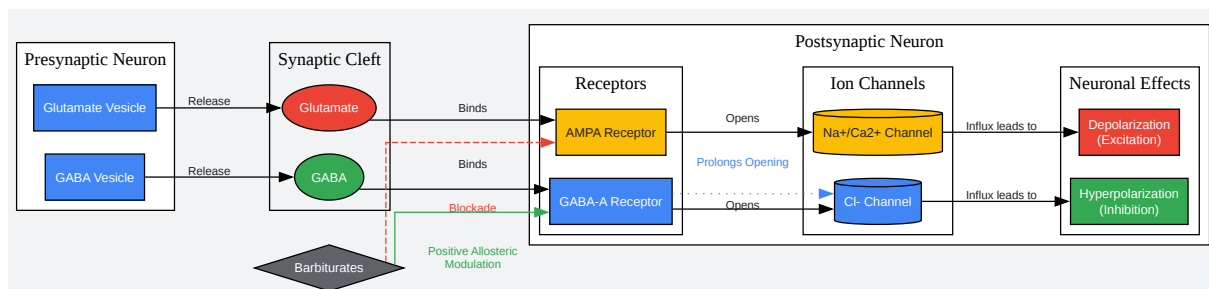 Postsynaptic Neuron
Presynaptic Neuron
Synaptic Cleft
Receptors
Ion Channels
Neuronal Effects
Glutamate Vesicle
Release
Glutamate
Binds
AMPA Receptor
Opens
Na+/Ca2+ Channel
Influx leads to
Depolarization
(Excitation)
GABA Vesicle
Release
GABA
Binds
Prolongs Opening
GABA-A Receptor
Opens
Cl- Channel
Influx leads to
Hyperpolarization
(Inhibition)
Blockade
Barbiturates
Positive Allosteric
Modulation